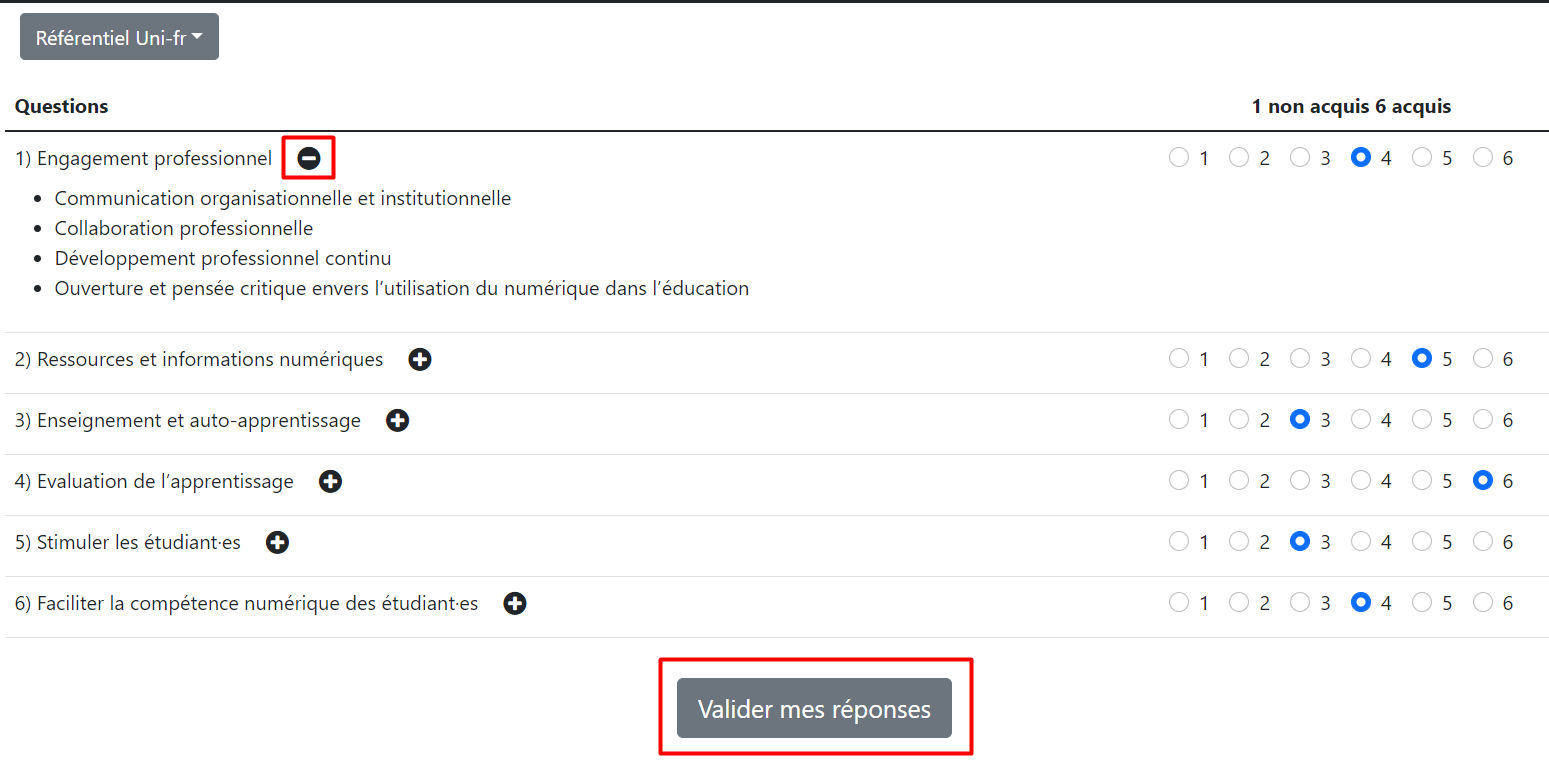 Référentiel Uni-fr
Questions 1 non acquis 6 acquis
1) Engagement professionnel 1 2 3 4 5 6
• Communication organisationnelle et institutionnelle
• Collaboration professionnelle
• Développement professionnel continu
• Ouverture et pensée critique envers l’utilisation du numérique dans l’éducation
2) Ressources et informations numériques 1 2 3 4 5 6
3) Enseignement et auto-apprentissage 1 2 3 4 5 6
4) Evaluation de l’apprentissage 1 2 3 4 5 6
5) Stimuler les étudiant·es 1 2 3 4 5 6
6) Faciliter la compétence numérique des étudiant·es 1 2 3 4 5 6
Valider mes réponses